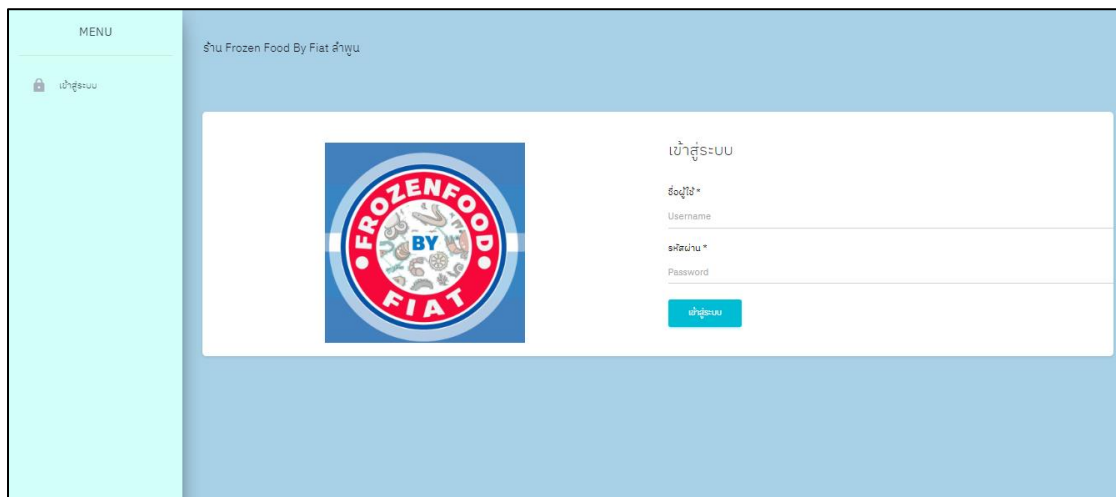 MENU
เข้าสู่ระบบ
ร้าน Frozen Food By Fiat ลำพูน
FROZENFOOD
BY
FIAT
เข้าสู่ระบบ
ชื่อผู้ใช้ *
Username
รหัสผ่าน *
Password
เข้าสู่ระบบ